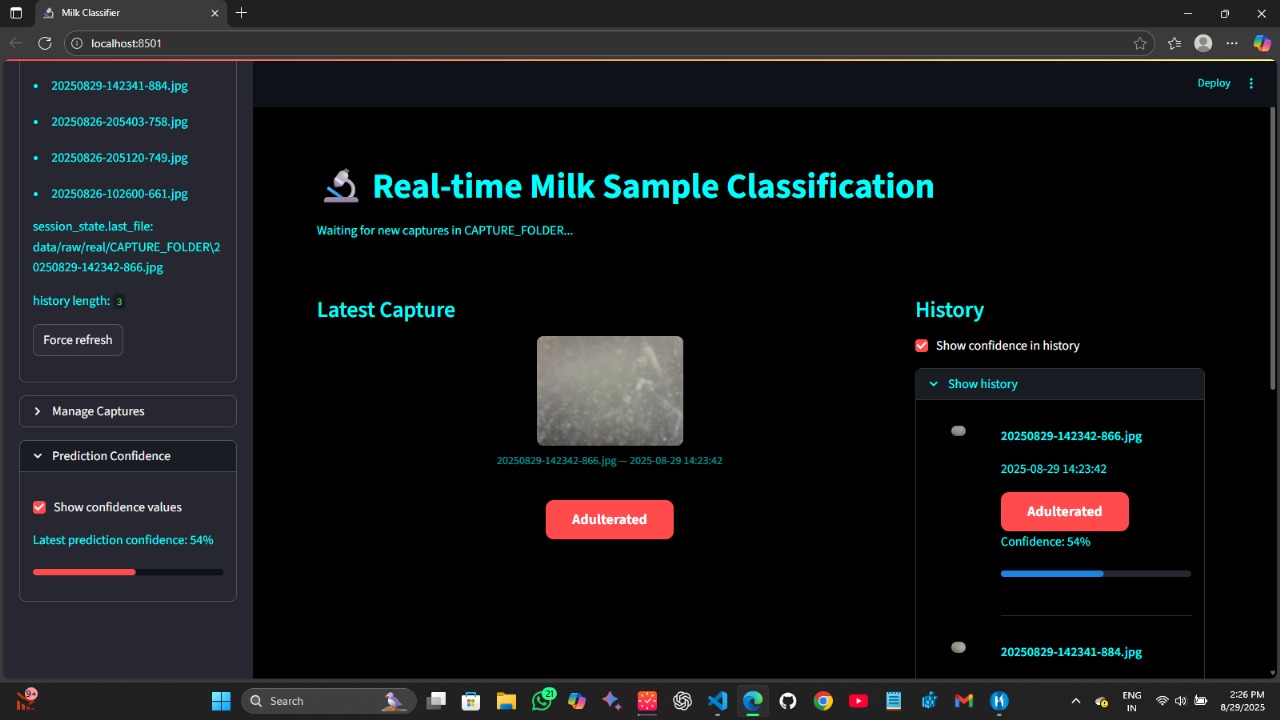 Milk Classifier
localhost:8501
20250829-142341-884.jpg
20250826-205403-758.jpg
20250826-205120-749.jpg
20250826-102600-661.jpg
session_state.last_file:
data/raw/real/CAPTURE_FOLDER\2
0250829-142342-866.jpg
history length: 3
Force refresh
Manage Captures
Prediction Confidence
Show confidence values
Latest prediction confidence: 54%
Deploy
Real-time Milk Sample Classification
Waiting for new captures in CAPTURE_FOLDER...
Latest Capture
20250829-142342-866.jpg — 2025-08-29 14:23:42
Adulterated
History
Show confidence in history
Show history
20250829-142342-866.jpg
2025-08-29 14:23:42
Adulterated
Confidence: 54%
20250829-142341-884.jpg
9+
Search
21
ENG
IN
2:26 PM
8/29/2025